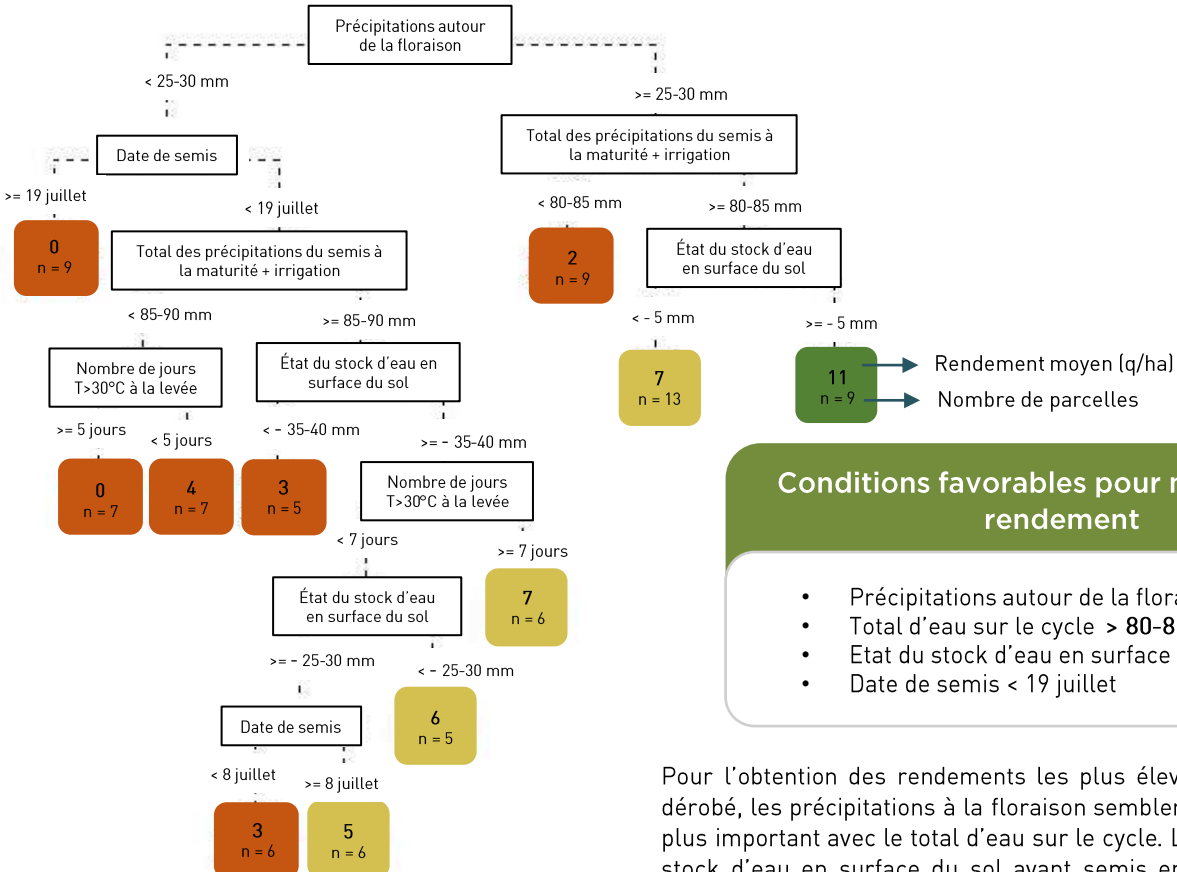 Précipitations autour
de la floraison
< 25-30 mm
>= 25-30 mm
Date de semis
Total des précipitations du semis à
la maturité + irrigation
>= 19 juillet
< 19 juillet
< 80-85 mm
>= 80-85 mm
0
n = 9
Total des précipitations du semis à
la maturité + irrigation
2
n = 9
État du stock d'eau
en surface du sol
< 85-90 mm
>= 85-90 mm
< - 5 mm
>= - 5 mm
Nombre de jours
T>30°C à la levée
État du stock d'eau en
surface du sol
7
n = 13
11
n = 9
Rendement moyen (q/ha)
Nombre de parcelles
>= 5 jours
< 5 jours
< - 35-40 mm
>= - 35-40 mm
0
n = 7
4
n = 7
3
n = 5
Nombre de jours
T>30°C à la levée
< 7 jours
>= 7 jours
État du stock d'eau
en surface du sol
7
n = 6
>= - 25-30 mm
< - 25-30 mm
Date de semis
6
n = 5
< 8 juillet
>= 8 juillet
3
n = 6
5
n = 6
Conditions favorables pour
rendement
• Précipitations autour de la
• Total d'eau sur le cycle > 80-8
• Etat du stock d'eau en surface
• Date de semis < 19 juillet
Pour l'obtention des rendements les plus
dérobé, les précipitations à la floraison
plus important avec le total d'eau sur le cycle.
stock d'eau en surface du sol avant semis